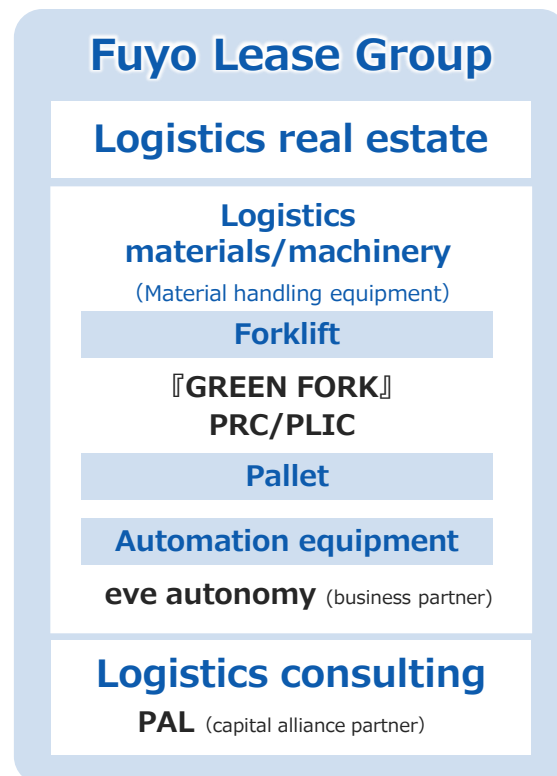 Fuyo Lease Group
Logistics real estate
Logistics
materials/machinery
（Material handling equipment）
Forklift
『GREEN FORK』
PRC/PLIC
Pallet
Automation equipment
eve autonomy (business partner)
Logistics consulting
PAL （capital alliance partner）